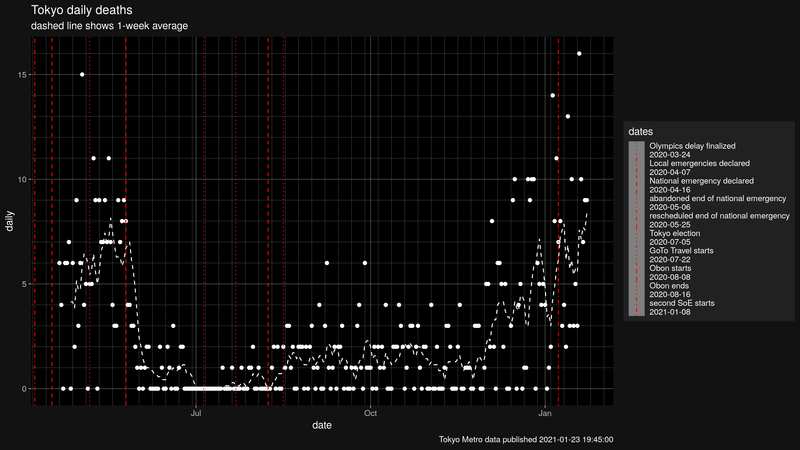 Tokyo daily deaths
dashed line shows 1-week average
daily
15
10
5
0
Jul
Oct
Jan
date
dates
Olympics delay finalized
2020-03-24
Local emergencies declared
2020-04-07
National emergency declared
2020-04-16
abandoned end of national emergency
2020-05-06
rescheduled end of national emergency
2020-05-25
Tokyo election
2020-07-05
GoTo Travel starts
2020-07-22
Obon starts
2020-08-08
Obon ends
2020-08-16
second SoE starts
2021-01-08
Tokyo Metro data published 2021-01-23 19:45:00